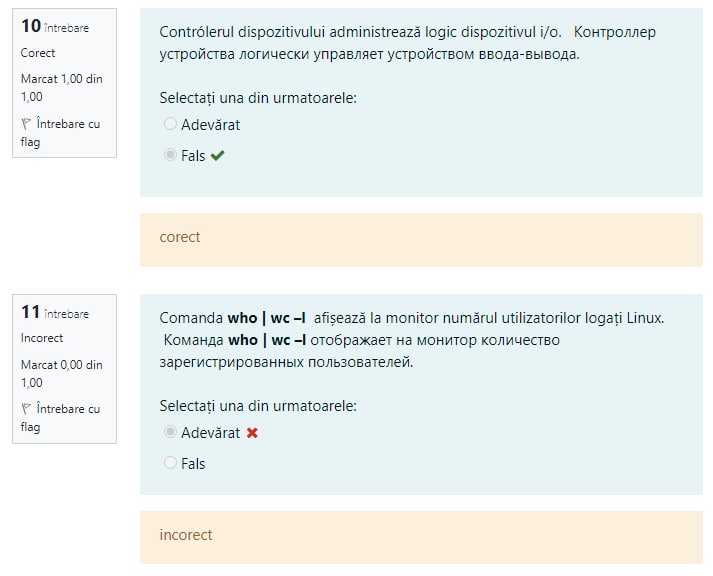 10 întrebare
Corect
Marcat 1,00 din
1,00
Întrebare cu
flag
Contrólerul dispozitivului administrează logic dispozitivul i/o. Контроллер
устройства логически управляет устройством ввода-вывода.
Selectați una din urmatoarele:
Adevărat
Fals
corect
11 întrebare
Incorect
Marcat 0,00 din
1,00
Întrebare cu
flag
Comanda who | wc –l afișează la monitor numărul utilizatorilor logați Linux.
Команда who | wc –l отображает на монитор количество
зарегистрированных пользователей.
Selectați una din urmatoarele:
Adevărat
Fals
incorect